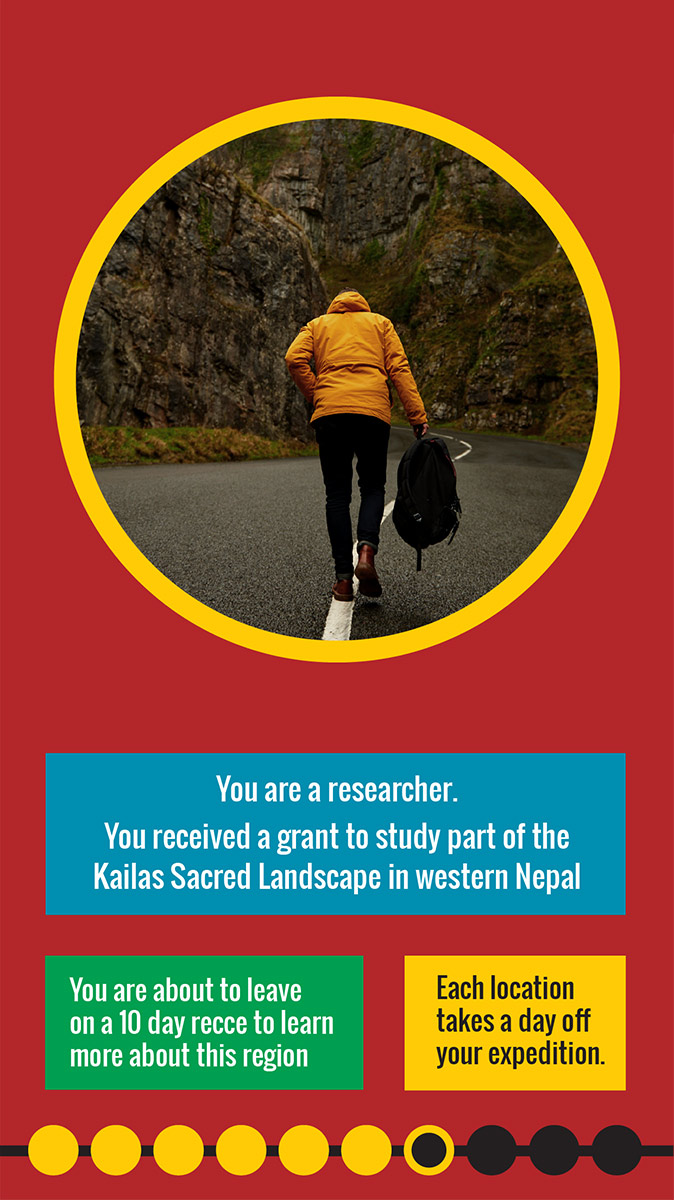 You are a researcher.
You received a grant to study part of the
Kailas Sacred Landscape in western Nepal
You are about to leave
on a 10 day recce to learn
more about this region
Each location
takes a day off
your expedition.